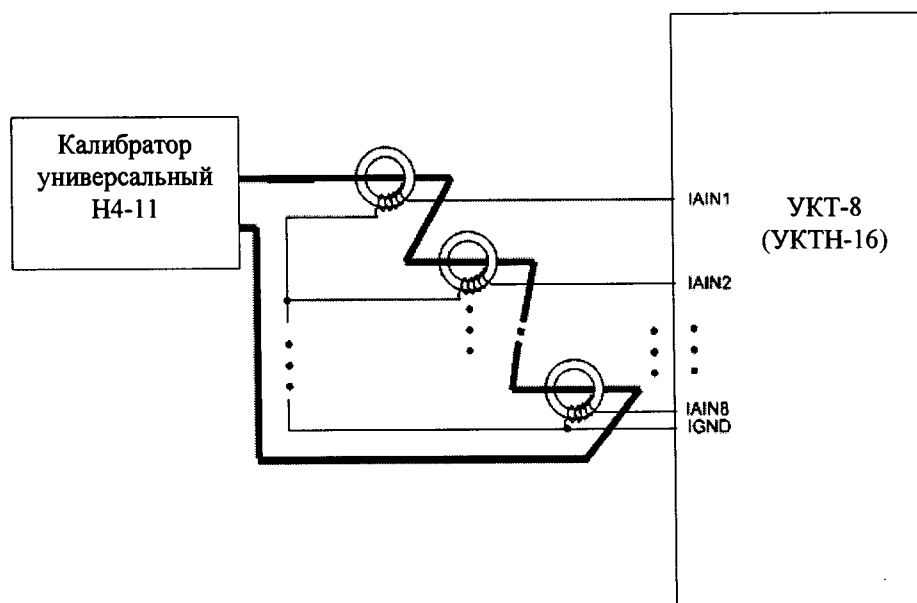 Калибратор
универсальный
Н4-11
IAIN1
УКТ-8
(УКТН-16)
IAIN2
IAIN8
IGND